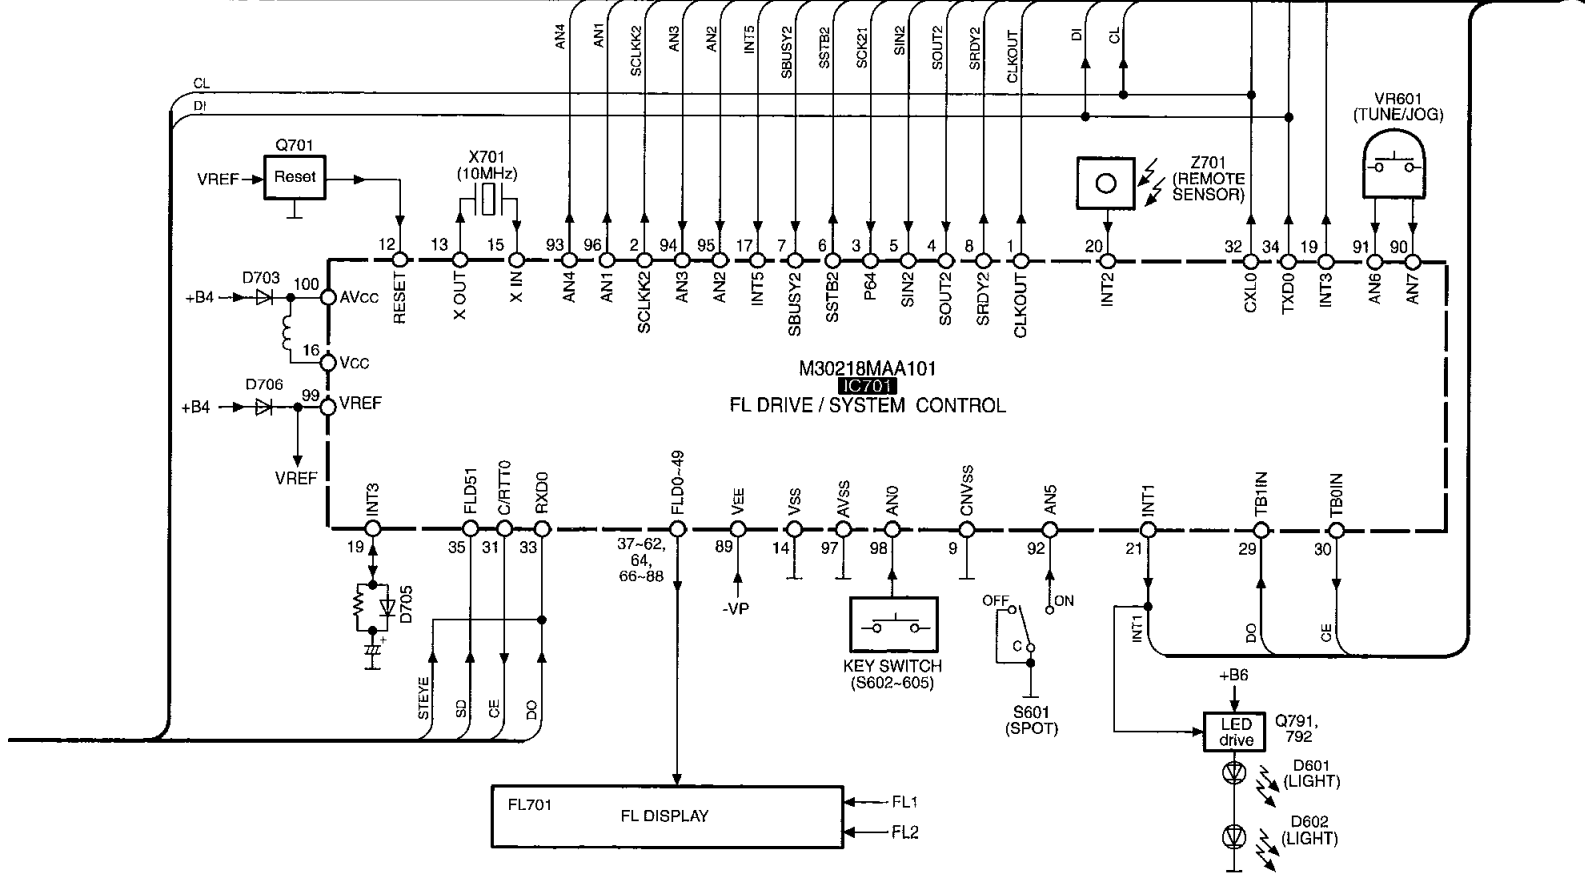 AN4
AN1
SCLKK2
AN3
AN2
INT5
SBUSY2
SSTB2
SCK21
SIN2
SOUT2
SRDY2
CLKOUT
DI
CL
CL
DI
VR601
(TUNE/JOG)
Q701
VREF
Reset
X701
(10MHz)
Z701
(REMOTE
SENSOR)
12
13
15
93
96
2
94
95
17
7
6
3
5
4
8
1
20
32
34
19
91
90
RESET
X OUT
X IN
AN4
AN1
SCLKK2
AN3
AN2
INT5
SBUSY2
SSTB2
P64
SIN2
SOUT2
SRDY2
CLKOUT
INT2
CXL0
TXD0
INT3
AN6
AN7
D703
+B4
100
AVCC
16
VCC
D706
+B4
99
VREF
VREF
M30218MAA101
IC701
FL DRIVE / SYSTEM CONTROL
INT3
FLD51
C/RTT0
RXD0
FLD0~49
VEE
VSS
AVSS
AN0
CNVSS
AN5
INT1
TB1IN
TB0IN
19
35
31
33
37~62,
64,
66~88
89
14
97
98
9
92
21
29
30
D705
+
-VP
OFF
ON
C
KEY SWITCH
(S602~605)
S601
(SPOT)
INT1
DO
CE
STEYE
SD
CE
DO
+B6
LED
drive
Q791,
792
D601
(LIGHT)
D602
(LIGHT)
FL701
FL DISPLAY
FL1
FL2